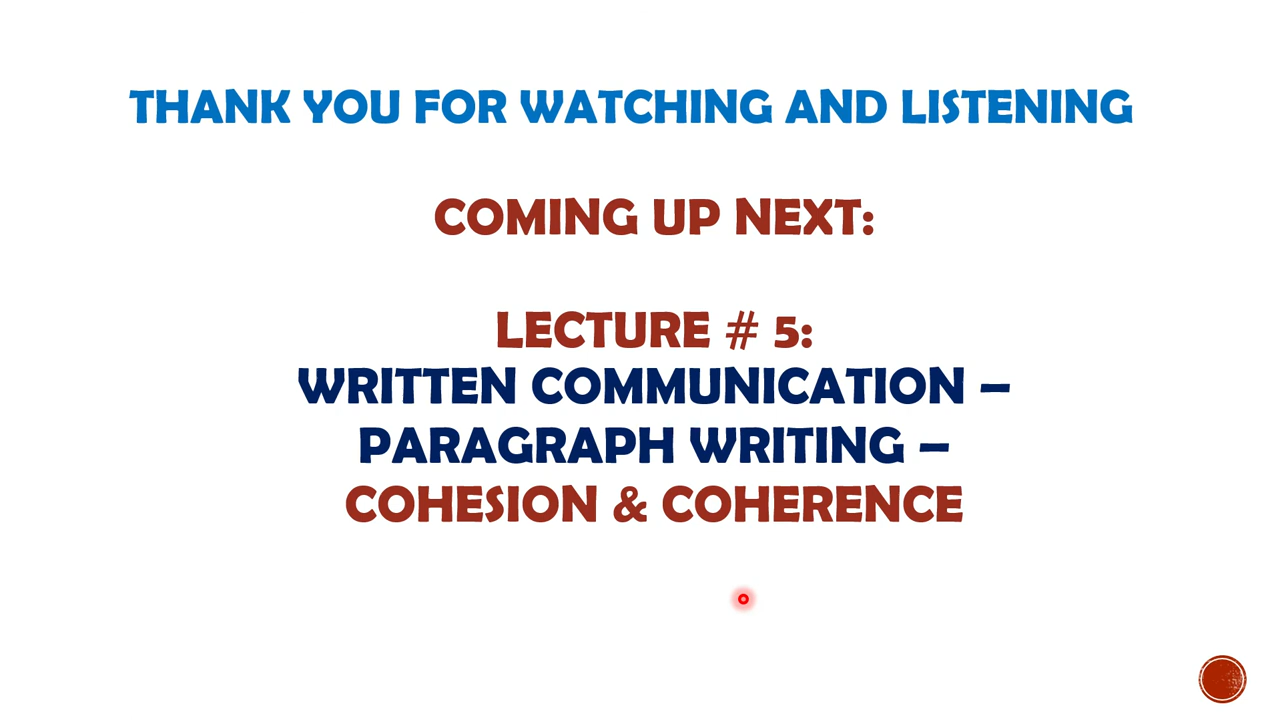 THANK YOU FOR WATCHING AND LISTENING
COMING UP NEXT:
LECTURE # 5:
WRITTEN COMMUNICATION –
PARAGRAPH WRITING –
COHESION & COHERENCE